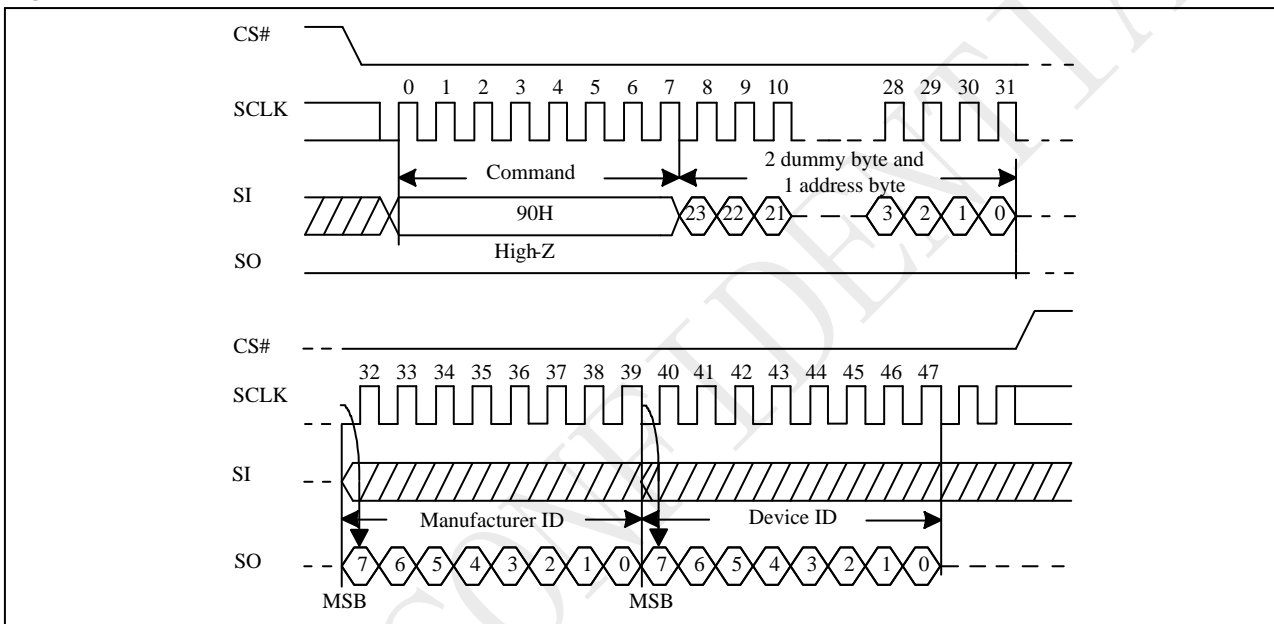 CS#
0 1 2 3 4 5 6 7 8 9 10 28 29 30 31
SCLK
Command
2 dummy byte and
1 address byte
SI
90H
23 22 21 3 2 1 0
High-Z
SO
CS#
32 33 34 35 36 37 38 39 40 41 42 43 44 45 46 47
SCLK
SI
Manufacturer ID
Device ID
SO
7 6 5 4 3 2 1 0 7 6 5 4 3 2 1 0
MSB MSB